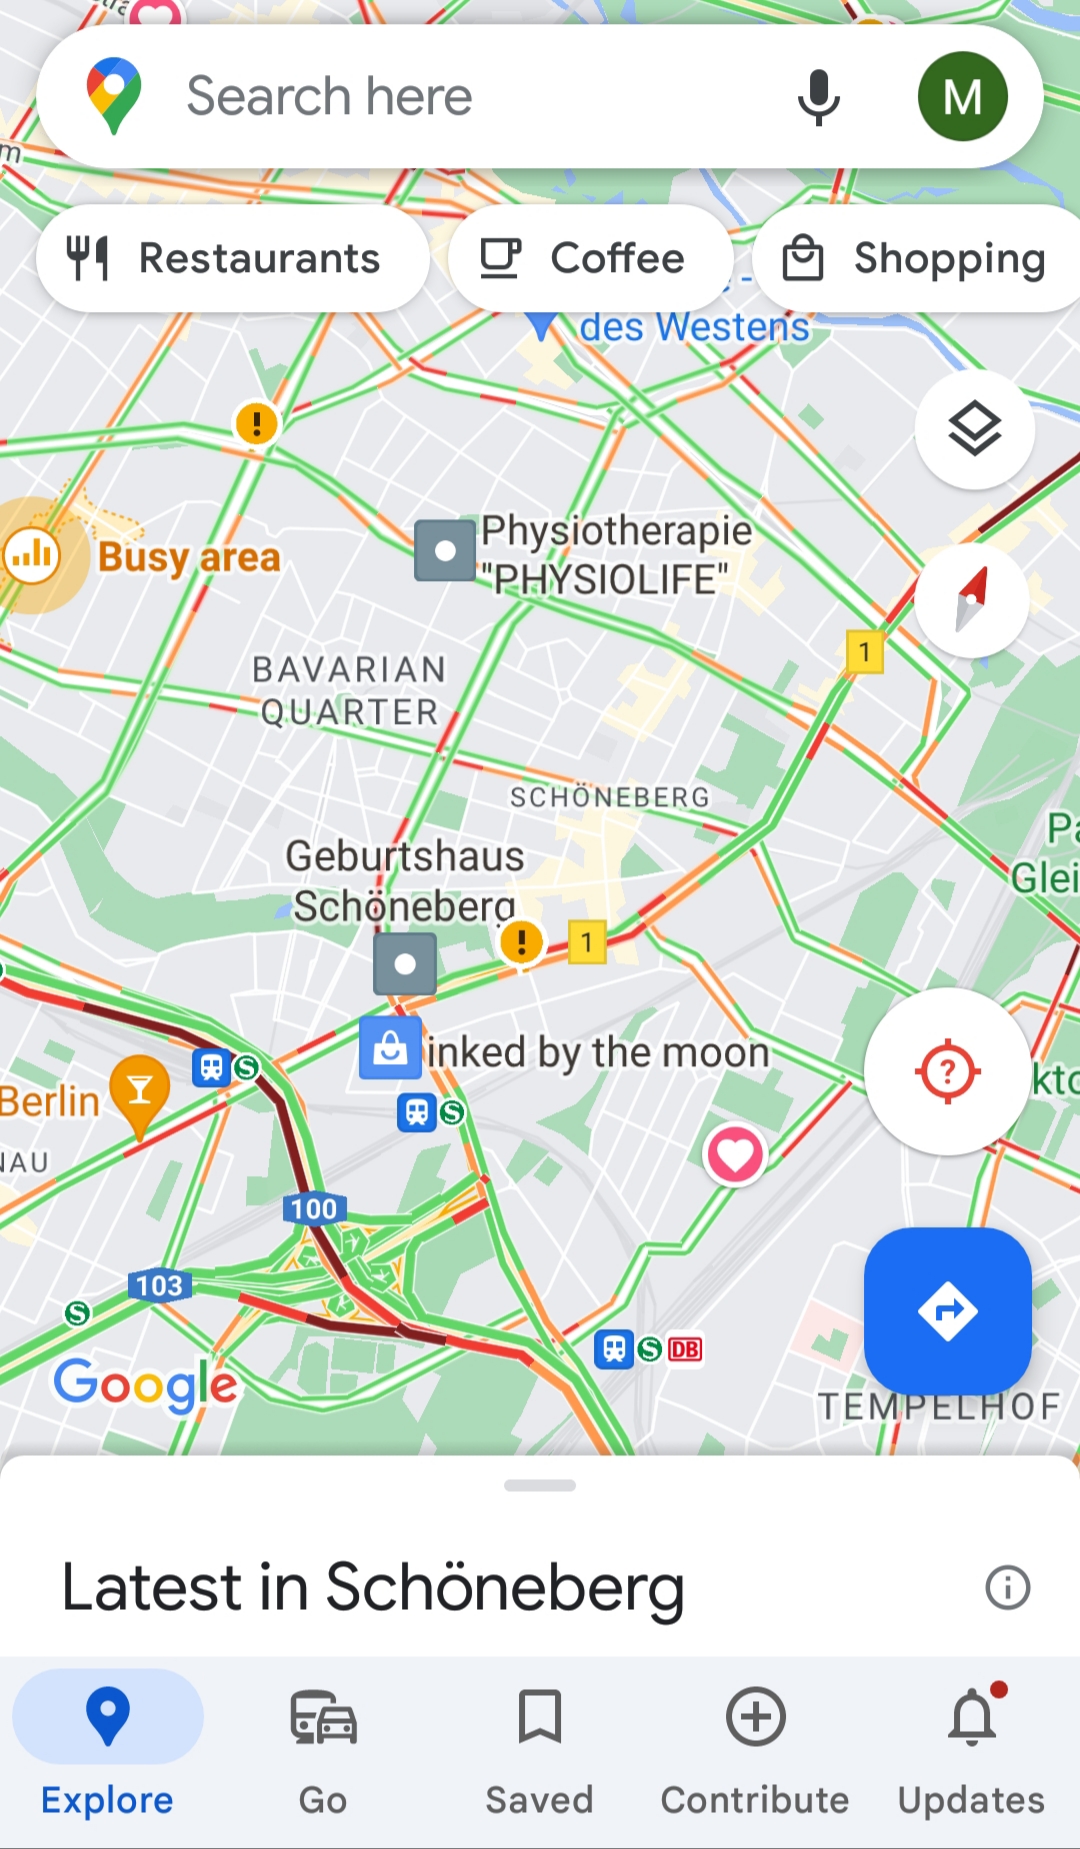 Search here
M
m
Restaurants
Coffee
Shopping
des Westens
Busy area
Physiotherapie
"PHYSIOLIFE"
1
BAVARIAN
QUARTER
SCHÖNEBERG
Geburtshaus
Schöneberg
1
Pa
Glei
inked by the moon
S
Berlin
S
kto
NAU
100
103
S
S DB
Google
TEMPELHOF
Latest in Schöneberg
Explore
Go
Saved
Contribute
Updates